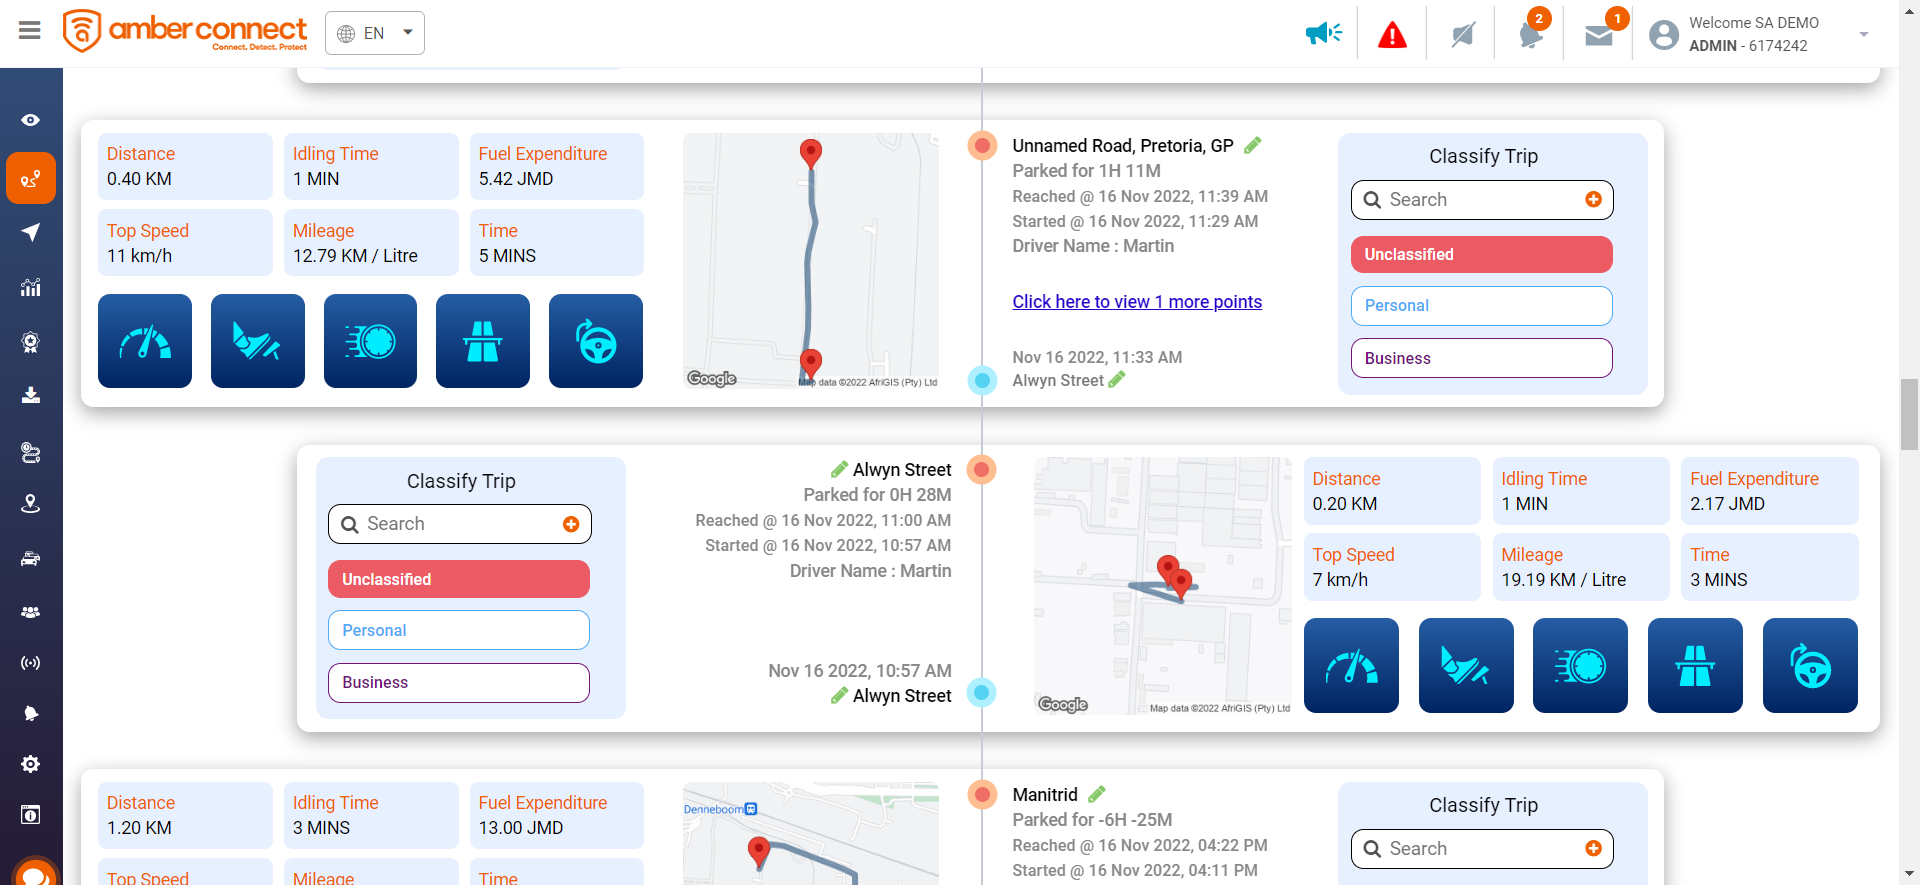 amber connect
Connect. Detect. Protect
EN
2
1
Welcome SA DEMO
ADMIN - 6174242
Distance
0.40 KM
Idling Time
1 MIN
Fuel Expenditure
5.42 JMD
Top Speed
11 km/h
Mileage
12.79 KM / Litre
Time
5 MINS
Google
Map data ©2022 AfriGIS (Pty) Ltd
Unnamed Road, Pretoria, GP
Parked for 1H 11M
Reached @ 16 Nov 2022, 11:39 AM
Started @ 16 Nov 2022, 11:29 AM
Driver Name : Martin
Click here to view 1 more points
Nov 16 2022, 11:33 AM
Alwyn Street
Classify Trip
Search
Unclassified
Personal
Business
Classify Trip
Search
Unclassified
Personal
Business
Alwyn Street
Parked for 0H 28M
Reached @ 16 Nov 2022, 11:00 AM
Started @ 16 Nov 2022, 10:57 AM
Driver Name : Martin
Nov 16 2022, 10:57 AM
Alwyn Street
Google
Map data ©2022 AfriGIS (Pty) Ltd
Distance
0.20 KM
Idling Time
1 MIN
Fuel Expenditure
2.17 JMD
Top Speed
7 km/h
Mileage
19.19 KM / Litre
Time
3 MINS
Distance
1.20 KM
Idling Time
3 MINS
Fuel Expenditure
13.00 JMD
Top Speed
Mileage
Time
Denneboom
Manitrid
Parked for -6H -25M
Reached @ 16 Nov 2022, 04:22 PM
Started @ 16 Nov 2022, 04:11 PM
Classify Trip
Search